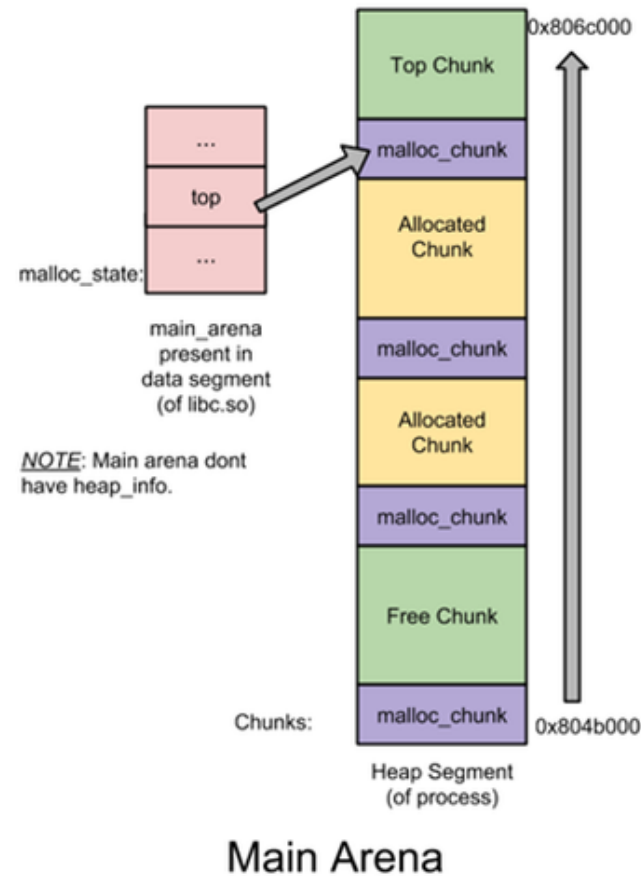 0x806c000
Top Chunk
...
malloc_chunk
top
Allocated
Chunk
...
malloc_state:
main_arena
present in
data segment
(of libc.so)
malloc_chunk
Allocated
Chunk
NOTE: Main arena dont
have heap_info.
malloc_chunk
Free Chunk
Chunks:
malloc_chunk
0x804b000
Heap Segment
(of process)
Main Arena